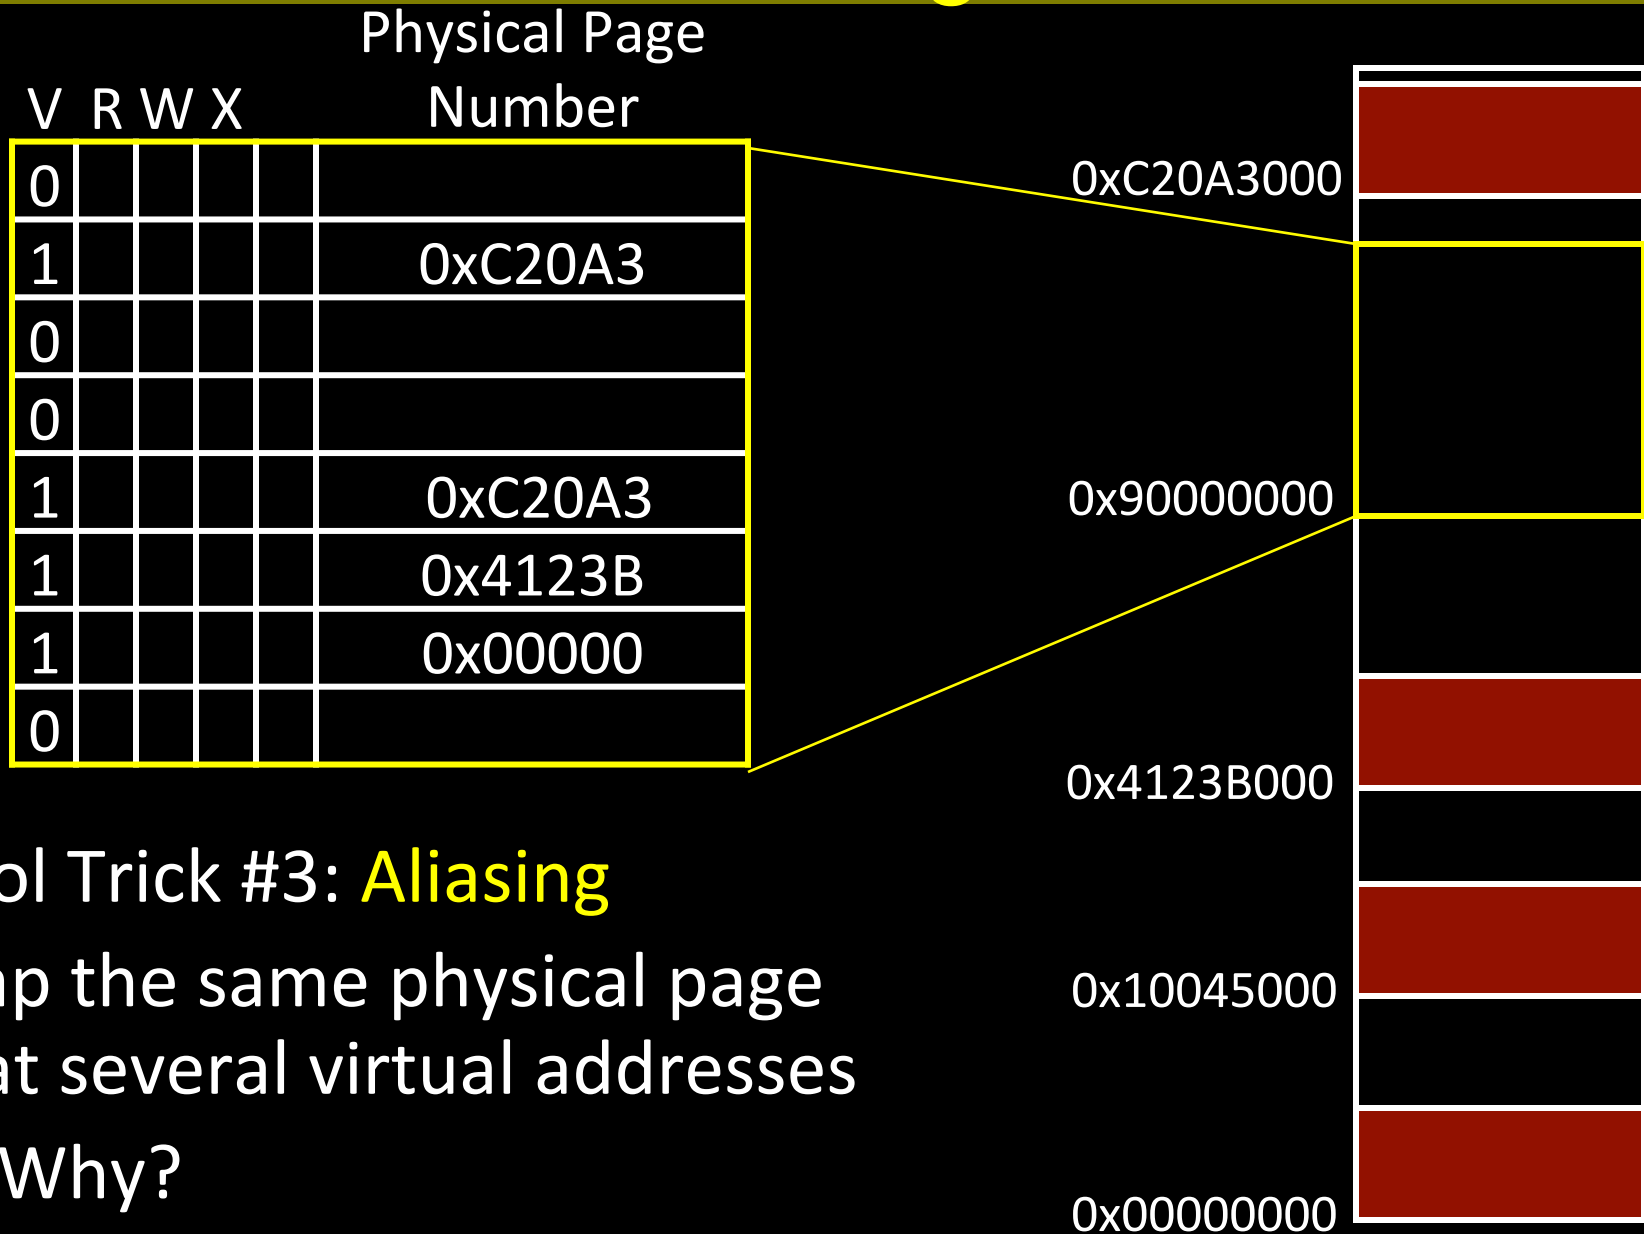 Physical Page
Number
V R W X
0
1 0xC20A3
0
0
1 0xC20A3
1 0x4123B
1 0x00000
0
0xC20A3000
0x90000000
0x4123B000
0x10045000
0x00000000
ol Trick #3: Aliasing
ap the same physical page
at several virtual addresses
Why?